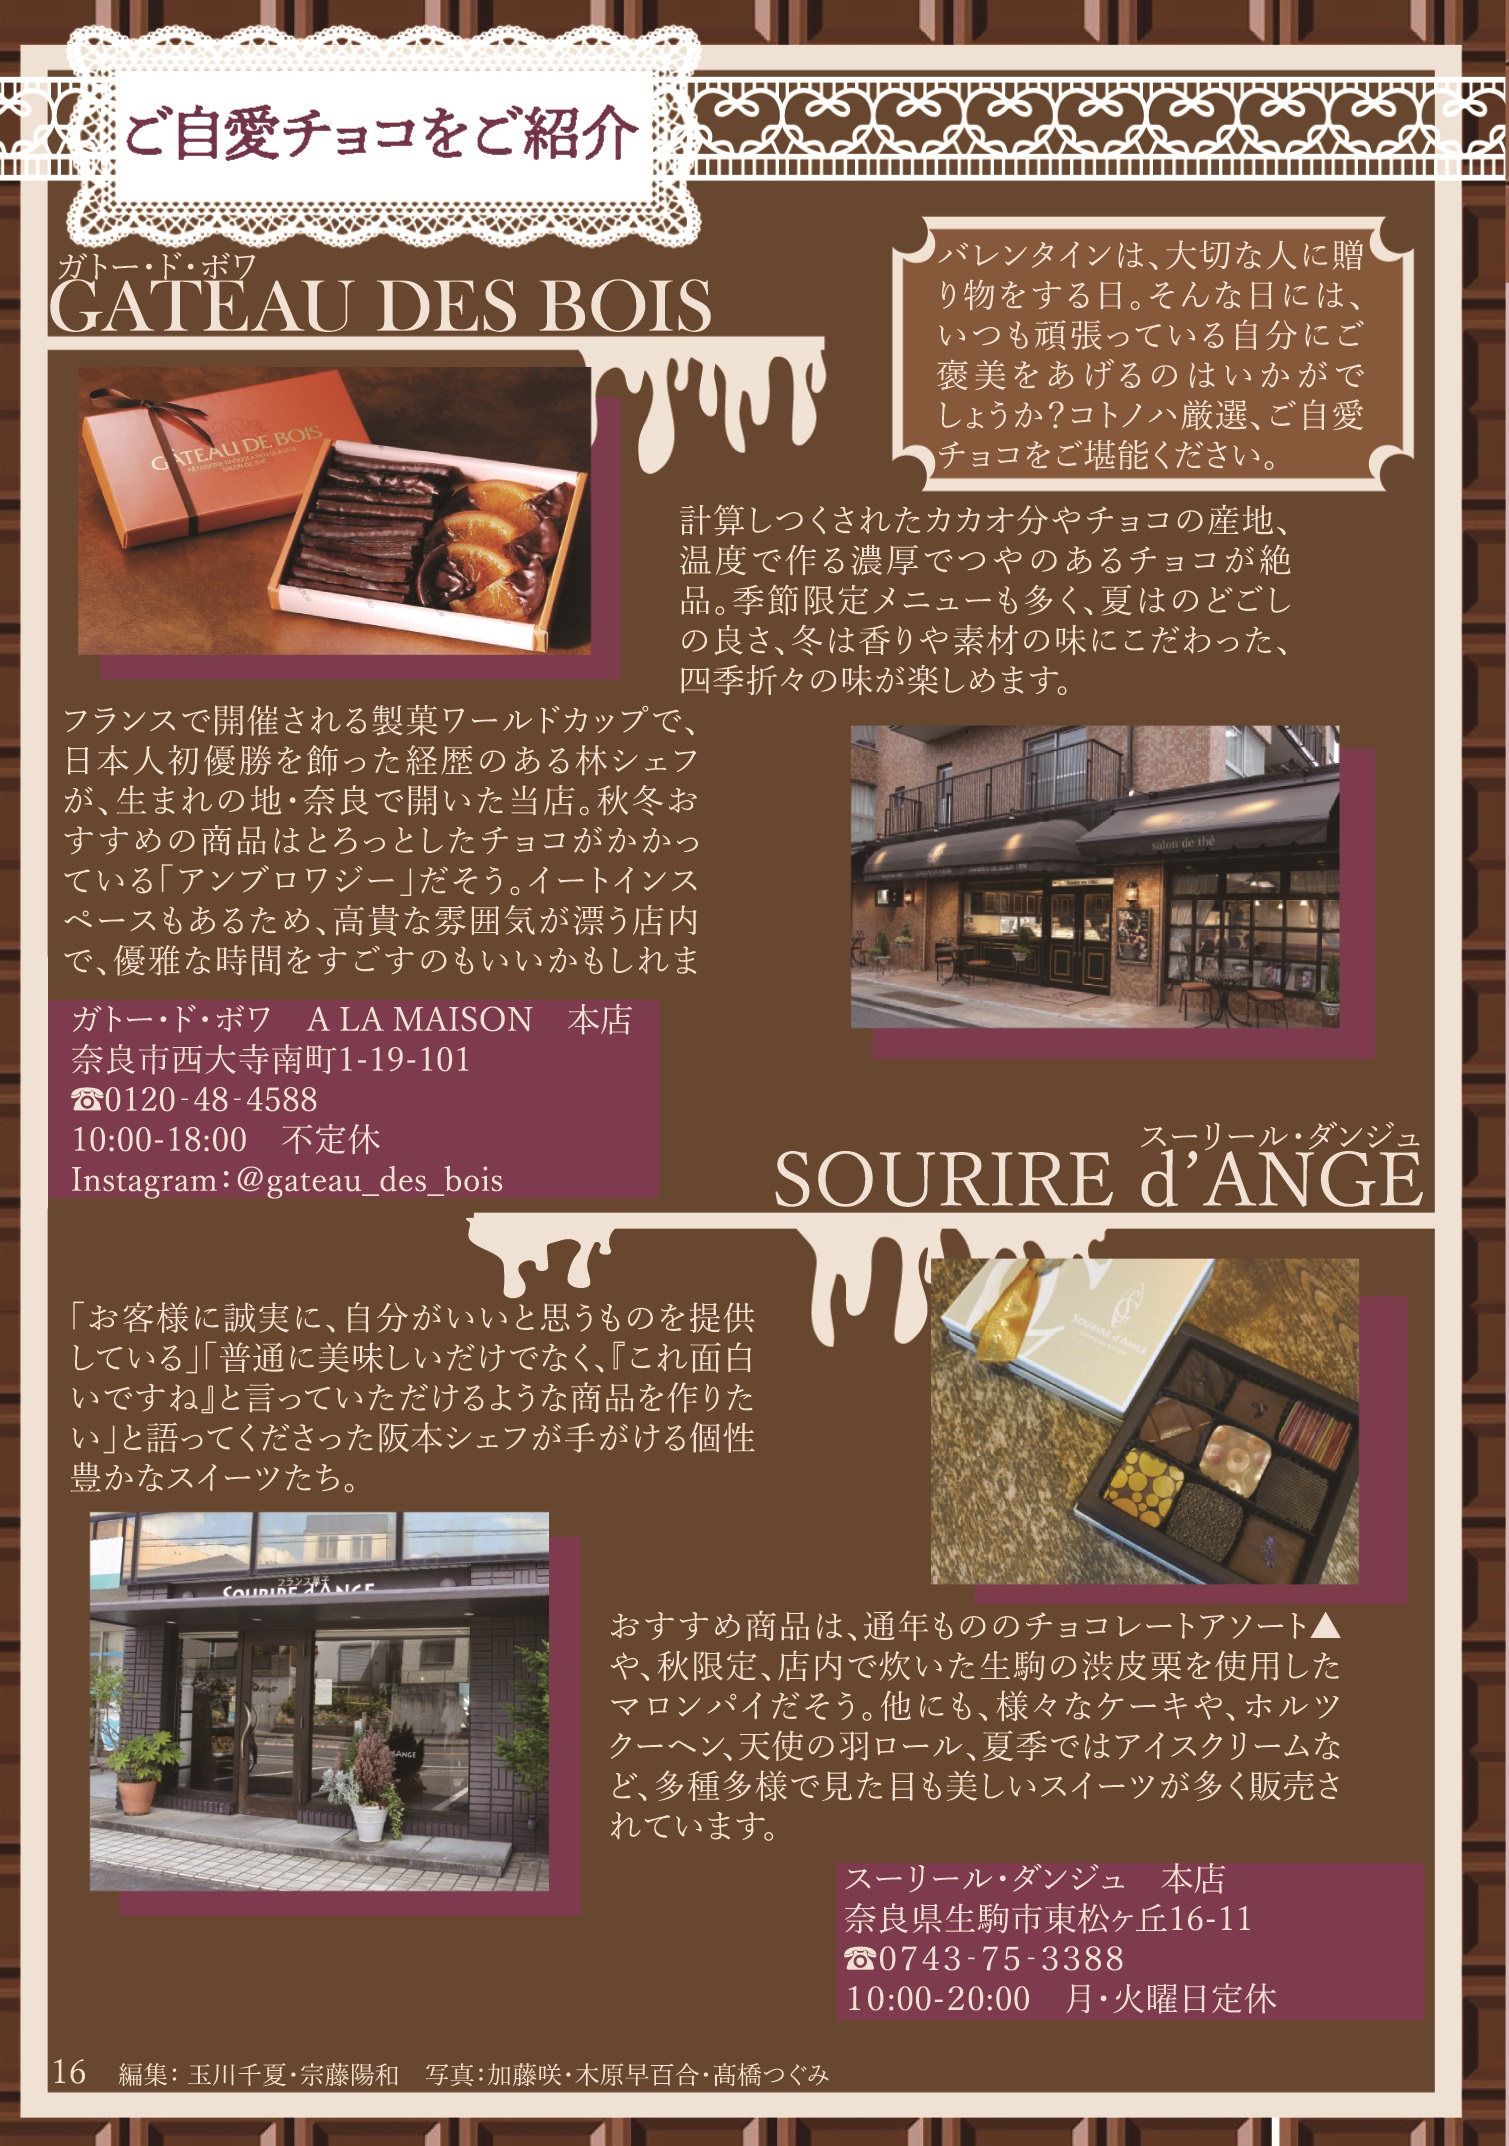 ご自愛チョコをご紹介
バレンタインは、大切な人に贈
り物をする日。そんな日には、
いつも頑張っている自分にご
褒美をあげるのはいかがで
しょうか？コトノハ厳選、ご自愛
チョコをご堪能ください。
ガトー・ド・ボワ
GATEAU DES BOIS
GATEAU DE BOIS
SALON DE THE
計算しつくされたカカオ分やチョコの産地、
温度で作る濃厚でつやのあるチョコが絶
品。季節限定メニューも多く、夏はのどごし
の良さ、冬は香りや素材の味にこだわった、
四季折々の味が楽しめます。
フランスで開催される製菓ワールドカップで、
日本人初優勝を飾った経歴のある林シェフ
が、生まれの地・奈良で開いた当店。秋冬お
すすめの商品はとろっとしたチョコがかかっ
ている「アンブロワジー」だそう。イートインス
ペースもあるため、高貴な雰囲気が漂う店内
で、優雅な時間をすごすのもいいかもしれま
salon de thé
ガトー・ド・ボワ　A LA MAISON　本店
奈良市西大寺南町1-19-101
☎0120-48-4588
10:00-18:00　不定休
Instagram：@gateau_des_bois
スーリール・ダンジュ
SOURIRE d’ANGE
「お客様に誠実に、自分がいいと思うものを提供
している」「普通に美味しいだけでなく、『これ面白
いですね』と言っていただけるような商品を作りた
い」と語ってくださった阪本シェフが手がける個性
豊かなスイーツたち。
SOURIRE d'ANGE
フランス菓子
SOURIRE d'ANGE
おすすめ商品は、通年もののチョコレートアソート▲
や、秋限定、店内で炊いた生駒の渋皮栗を使用した
マロンパイだそう。他にも、様々なケーキや、ホルツ
クーヘン、天使の羽ロール、夏季ではアイスクリームな
ど、多種多様で見た目も美しいスイーツが多く販売さ
れています。
スーリール・ダンジュ　本店
奈良県生駒市東松ヶ丘16-11
☎0743-75-3388
10:00-20:00　月・火曜日定休
16　編集：玉川千夏・宗藤陽和　写真：加藤咲・木原早百合・髙橋つぐみ